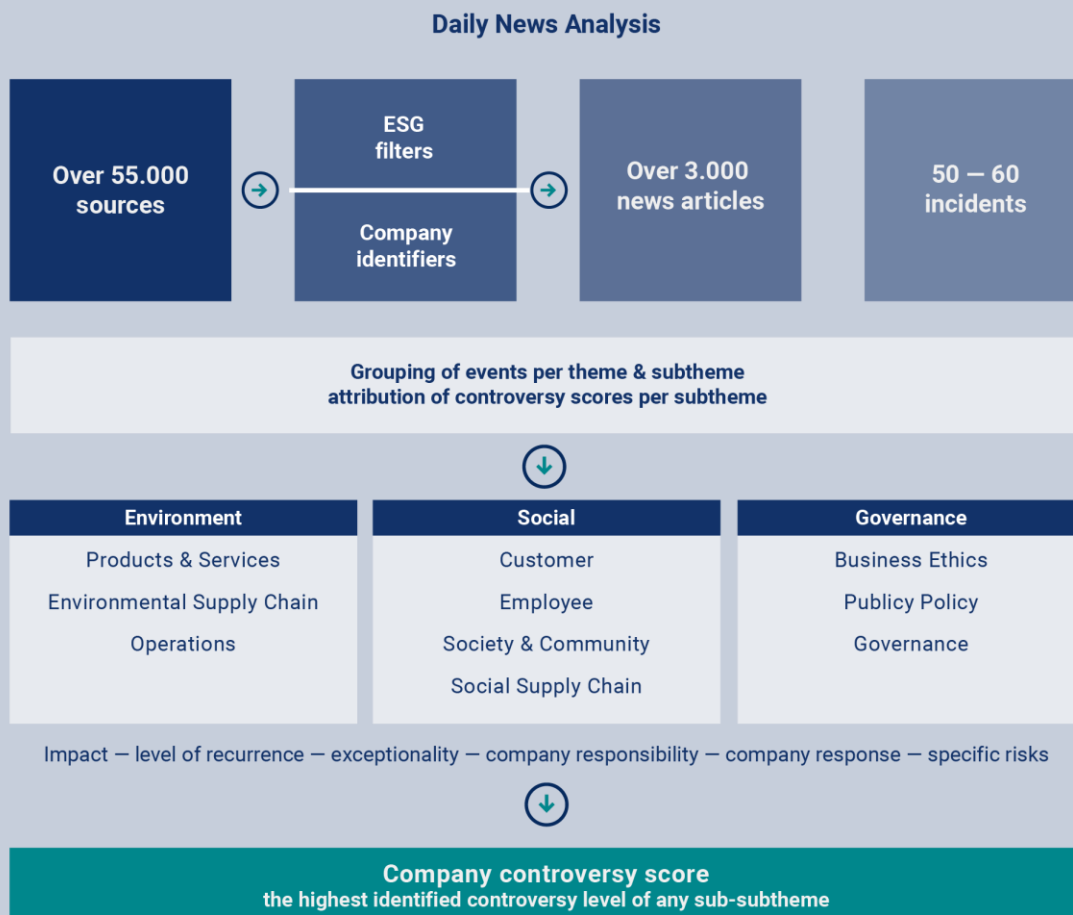 Daily News Analysis
Over 55.000
sources
ESG
filters
Company
identifiers
Over 3.000
news articles
50 — 60
incidents
Grouping of events per theme & subtheme
attribution of controversy scores per subtheme
Environment
Products & Services
Environmental Supply Chain
Operations
Social
Customer
Employee
Society & Community
Social Supply Chain
Governance
Business Ethics
Publicy Policy
Governance
Impact — level of recurrence — exceptionality — company responsibility — company response — specific risks
Company controversy score
the highest identified controversy level of any sub-subtheme